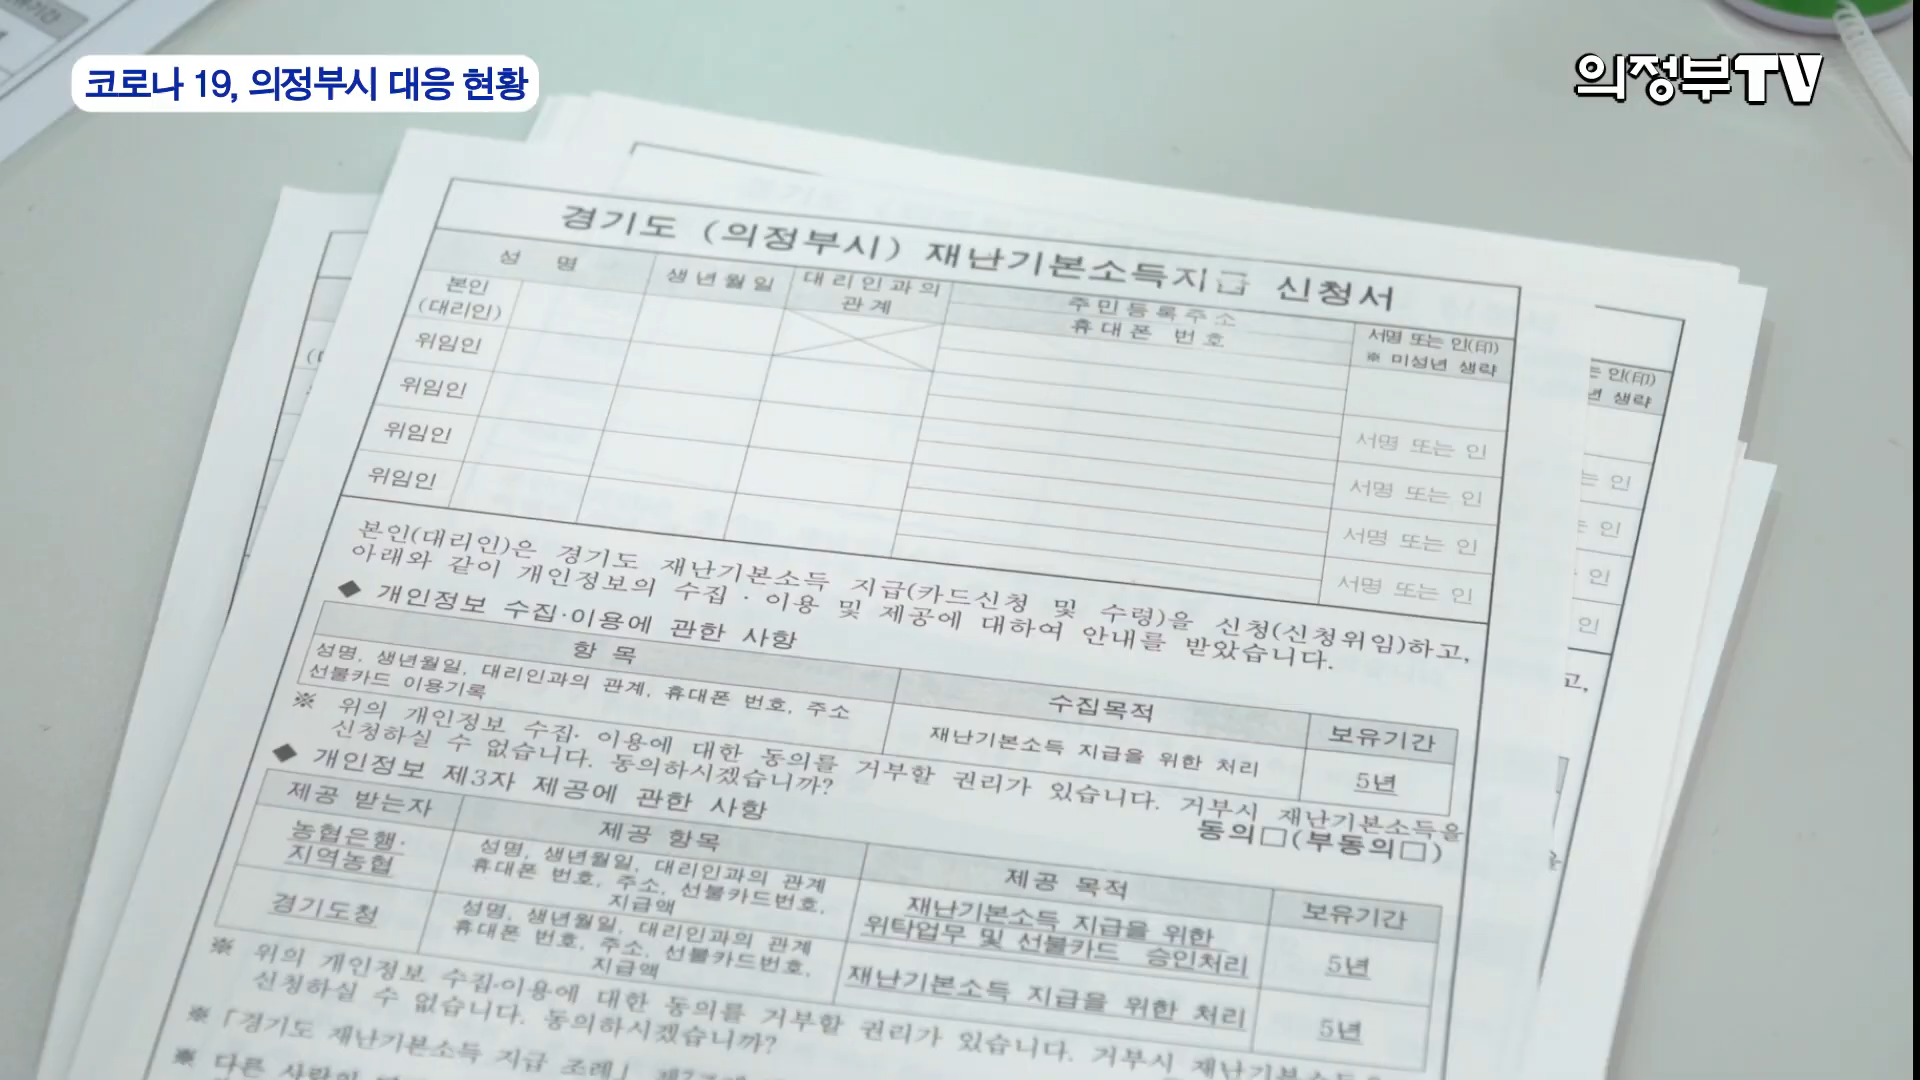 코로나 19, 의정부시 대응 현황
의정부TV
경기도 (의정부시) 재난기본소득지급 신청서
성 명
생년월일
대리인과의
관계
주민등록주소
휴대폰 번호
서명 또는 인(印)
※ 미성년 생략
본인
(대리인)
위임인
서명 또는 인
위임인
서명 또는 인
위임인
서명 또는 인
위임인
서명 또는 인
본인(대리인)은 경기도 재난기본소득 지급(카드신청 및 수령)을 신청(신청위임)하고,
아래와 같이 개인정보의 수집·이용 및 제공에 대하여 안내를 받았습니다.
◆ 개인정보 수집·이용에 관한 사항
항 목
수집목적
보유기간
성명, 생년월일, 대리인과의 관계, 휴대폰 번호, 주소
선불카드 이용기록
재난기본소득 지급을 위한 처리
5년
※ 위의 개인정보 수집· 이용에 대한 동의를 거부할 권리가 있습니다. 거부시 재난기본소득을
신청하실 수 없습니다. 동의하시겠습니까?
동의□(부동의□)
◆ 개인정보 제3자 제공에 관한 사항
제공 받는자
제공 항목
제공 목적
보유기간
농협은행·
지역농협
성명, 생년월일, 대리인과의 관계
휴대폰 번호, 주소, 선불카드번호,
지급액
재난기본소득 지급을 위한
위탁업무 및 선불카드 승인처리
5년
경기도청
성명, 생년월일, 대리인과의 관계
휴대폰 번호, 주소, 선불카드번호,
지급액
재난기본소득 지급을 위한 처리
5년
※ 위의 개인정보 수집·이용에 대한 동의를 거부할 권리가 있습니다. 거부시 재난기본소득을
신청하실 수 없습니다. 동의하시겠습니까?
※「경기도 재난기본소득 지급 조례」
※ 다른 사람의